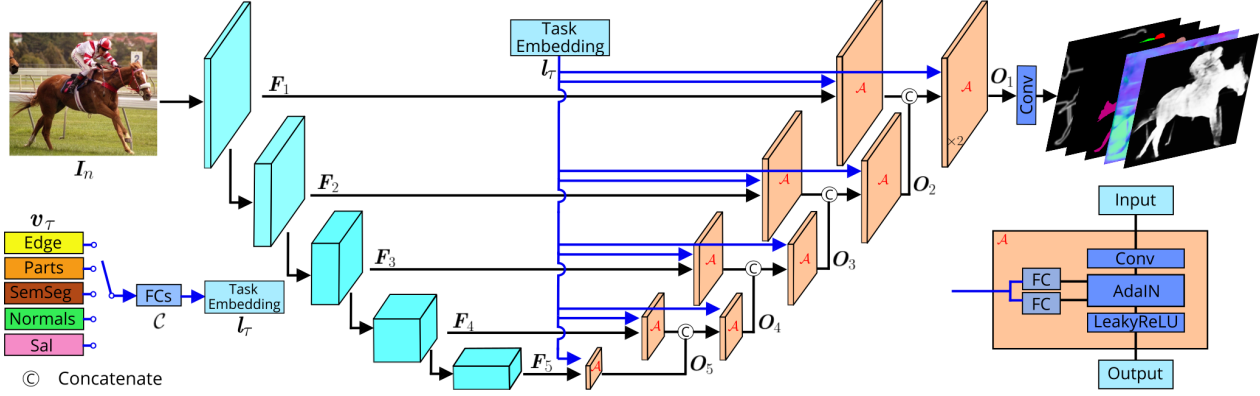 Task
Embedding
l_τ
I_n
F_1
F_2
F_3
F_4
F_5
𝒜
𝒜
C
𝒜
×2
O_1
Conv
𝒜
C
𝒜
O_2
𝒜
C
𝒜
O_3
𝒜
C
𝒜
O_4
𝒜
O_5
2
v_τ
Edge
Parts
SemSeg
Normals
Sal
FCs
𝒞
Task
Embedding
l_τ
C Concatenate
Input
𝒜
Conv
FC
FC
AdaIN
LeakyReLU
Output